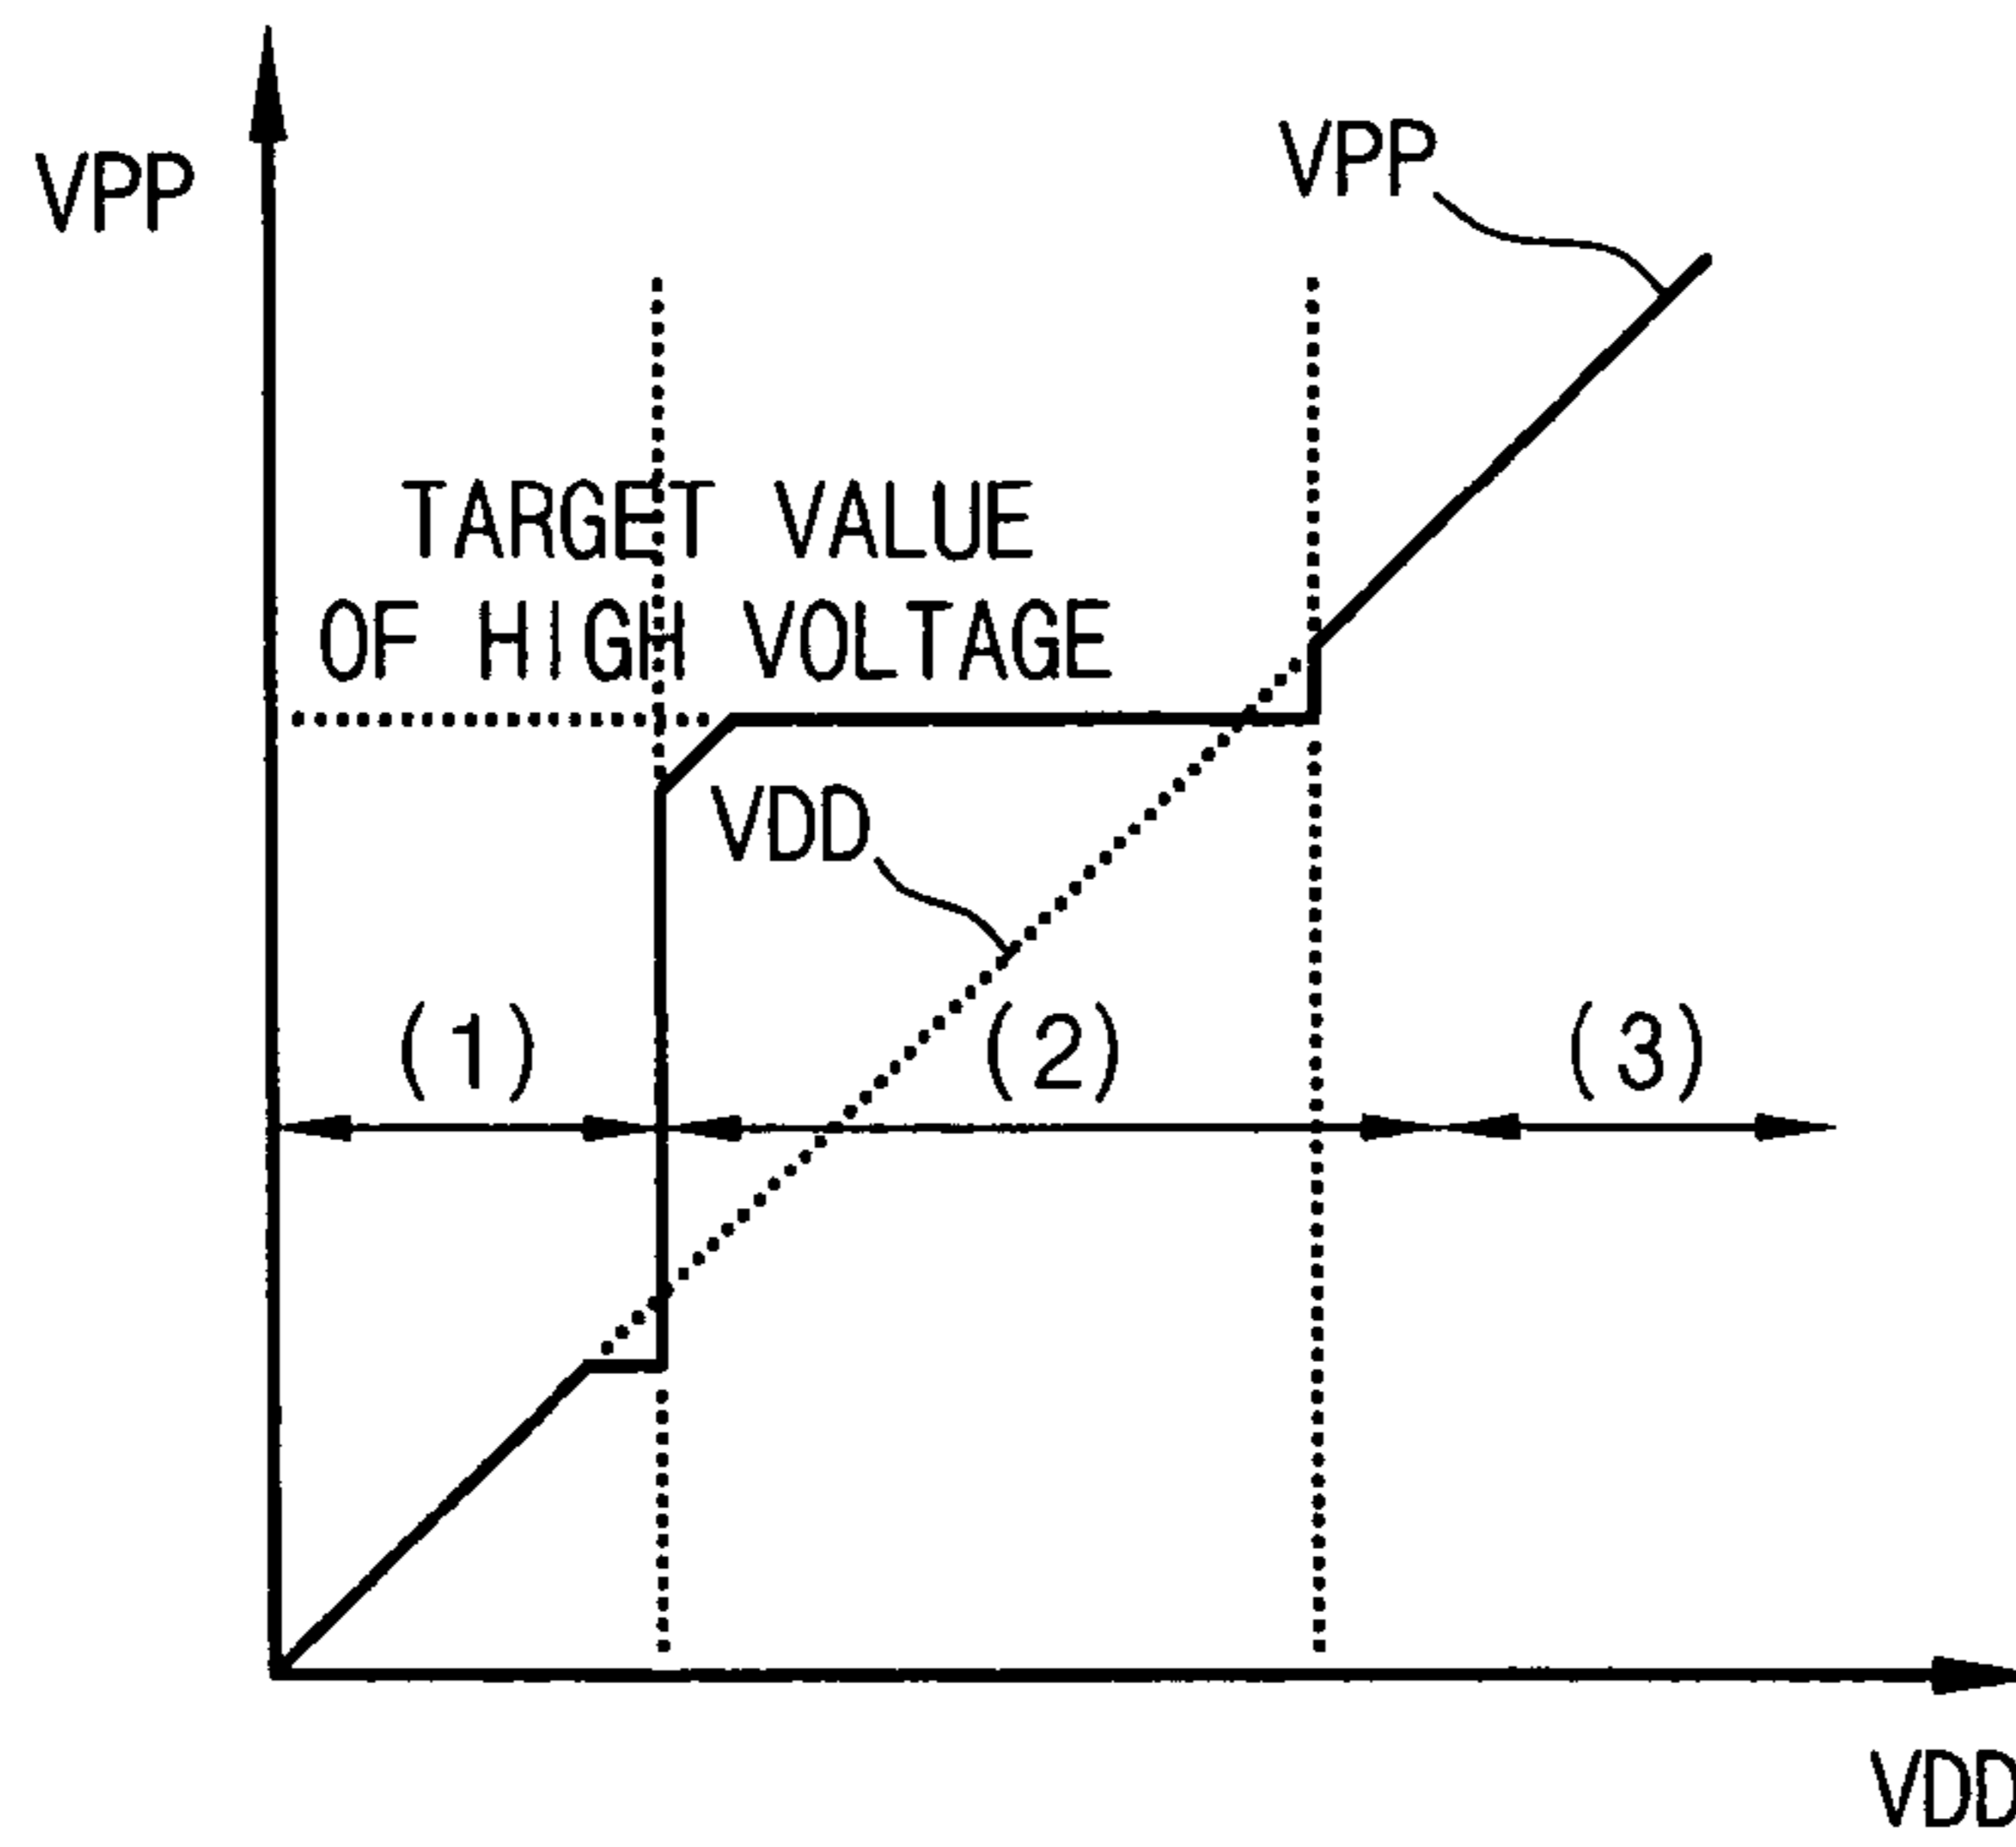 VPP
VPP
TARGET VALUE
OF HIGH VOLTAGE
VDD
(1)
(2)
(3)
VDD